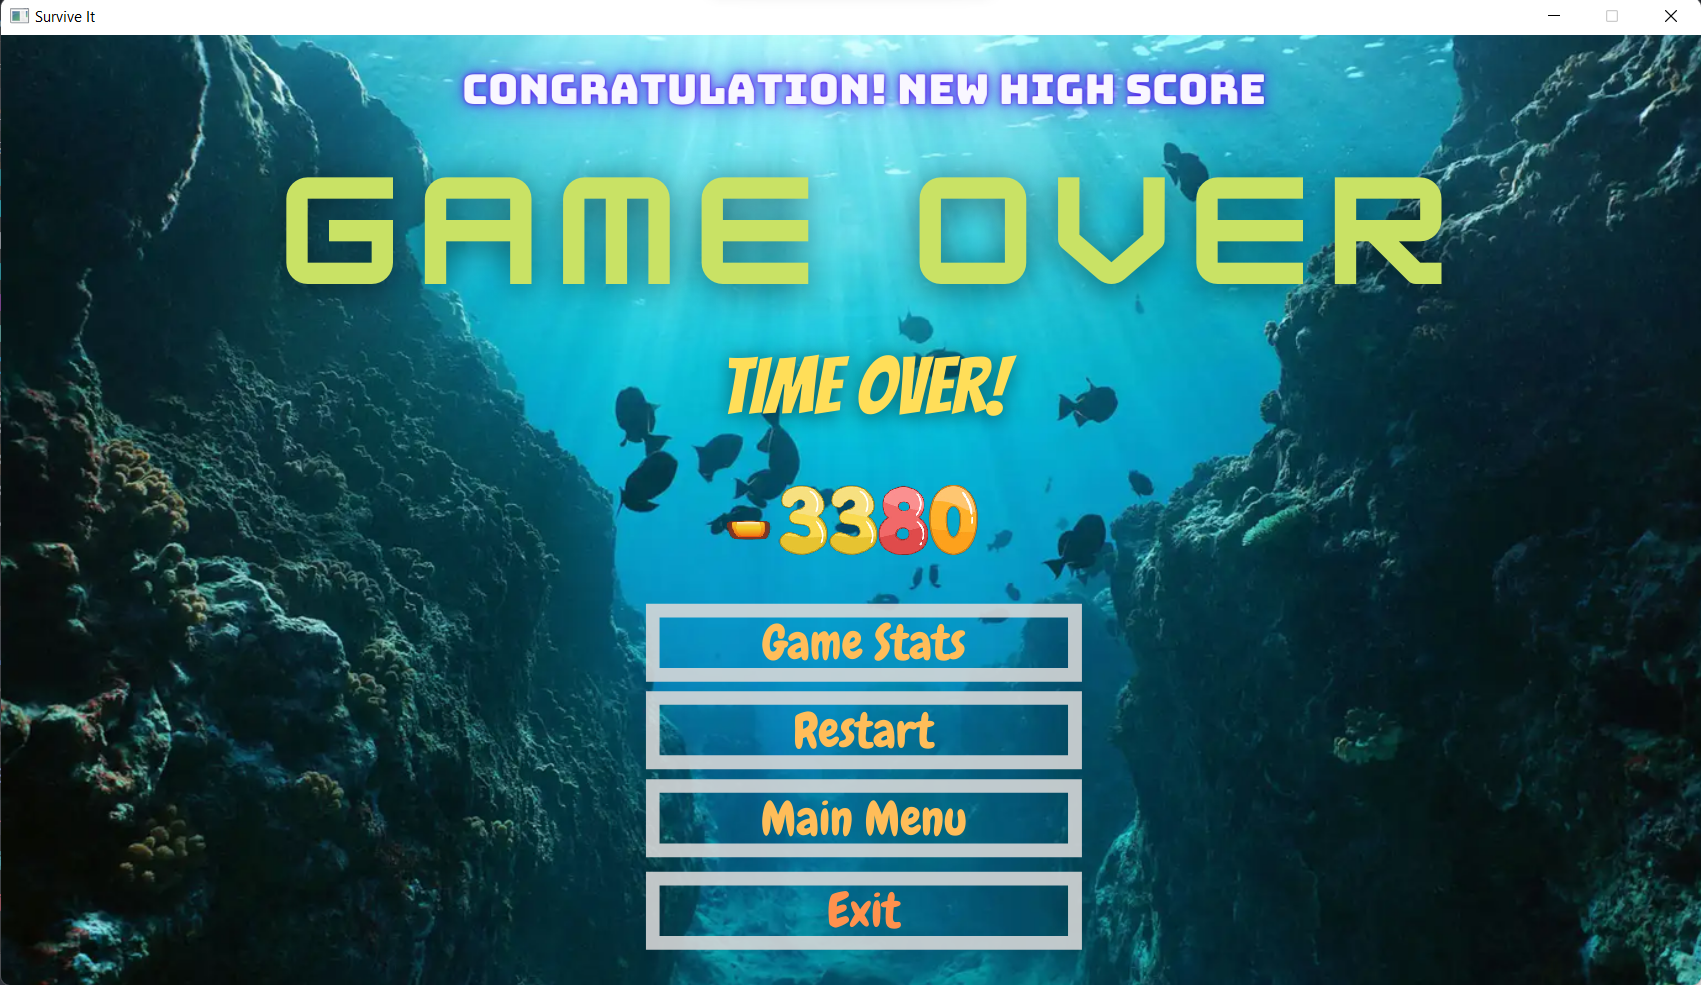 Survive It
CONGRATULATION! NEW HIGH SCORE
GAME OVER
TIME OVER!
-3380
Game Stats
Restart
Main Menu
Exit